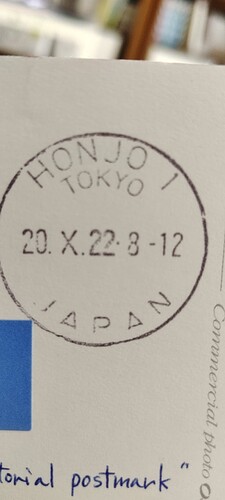 HONJO 1
TOKYO
20. X.22· 8 -12
JAPAN
Commercial photo
torial postmark"